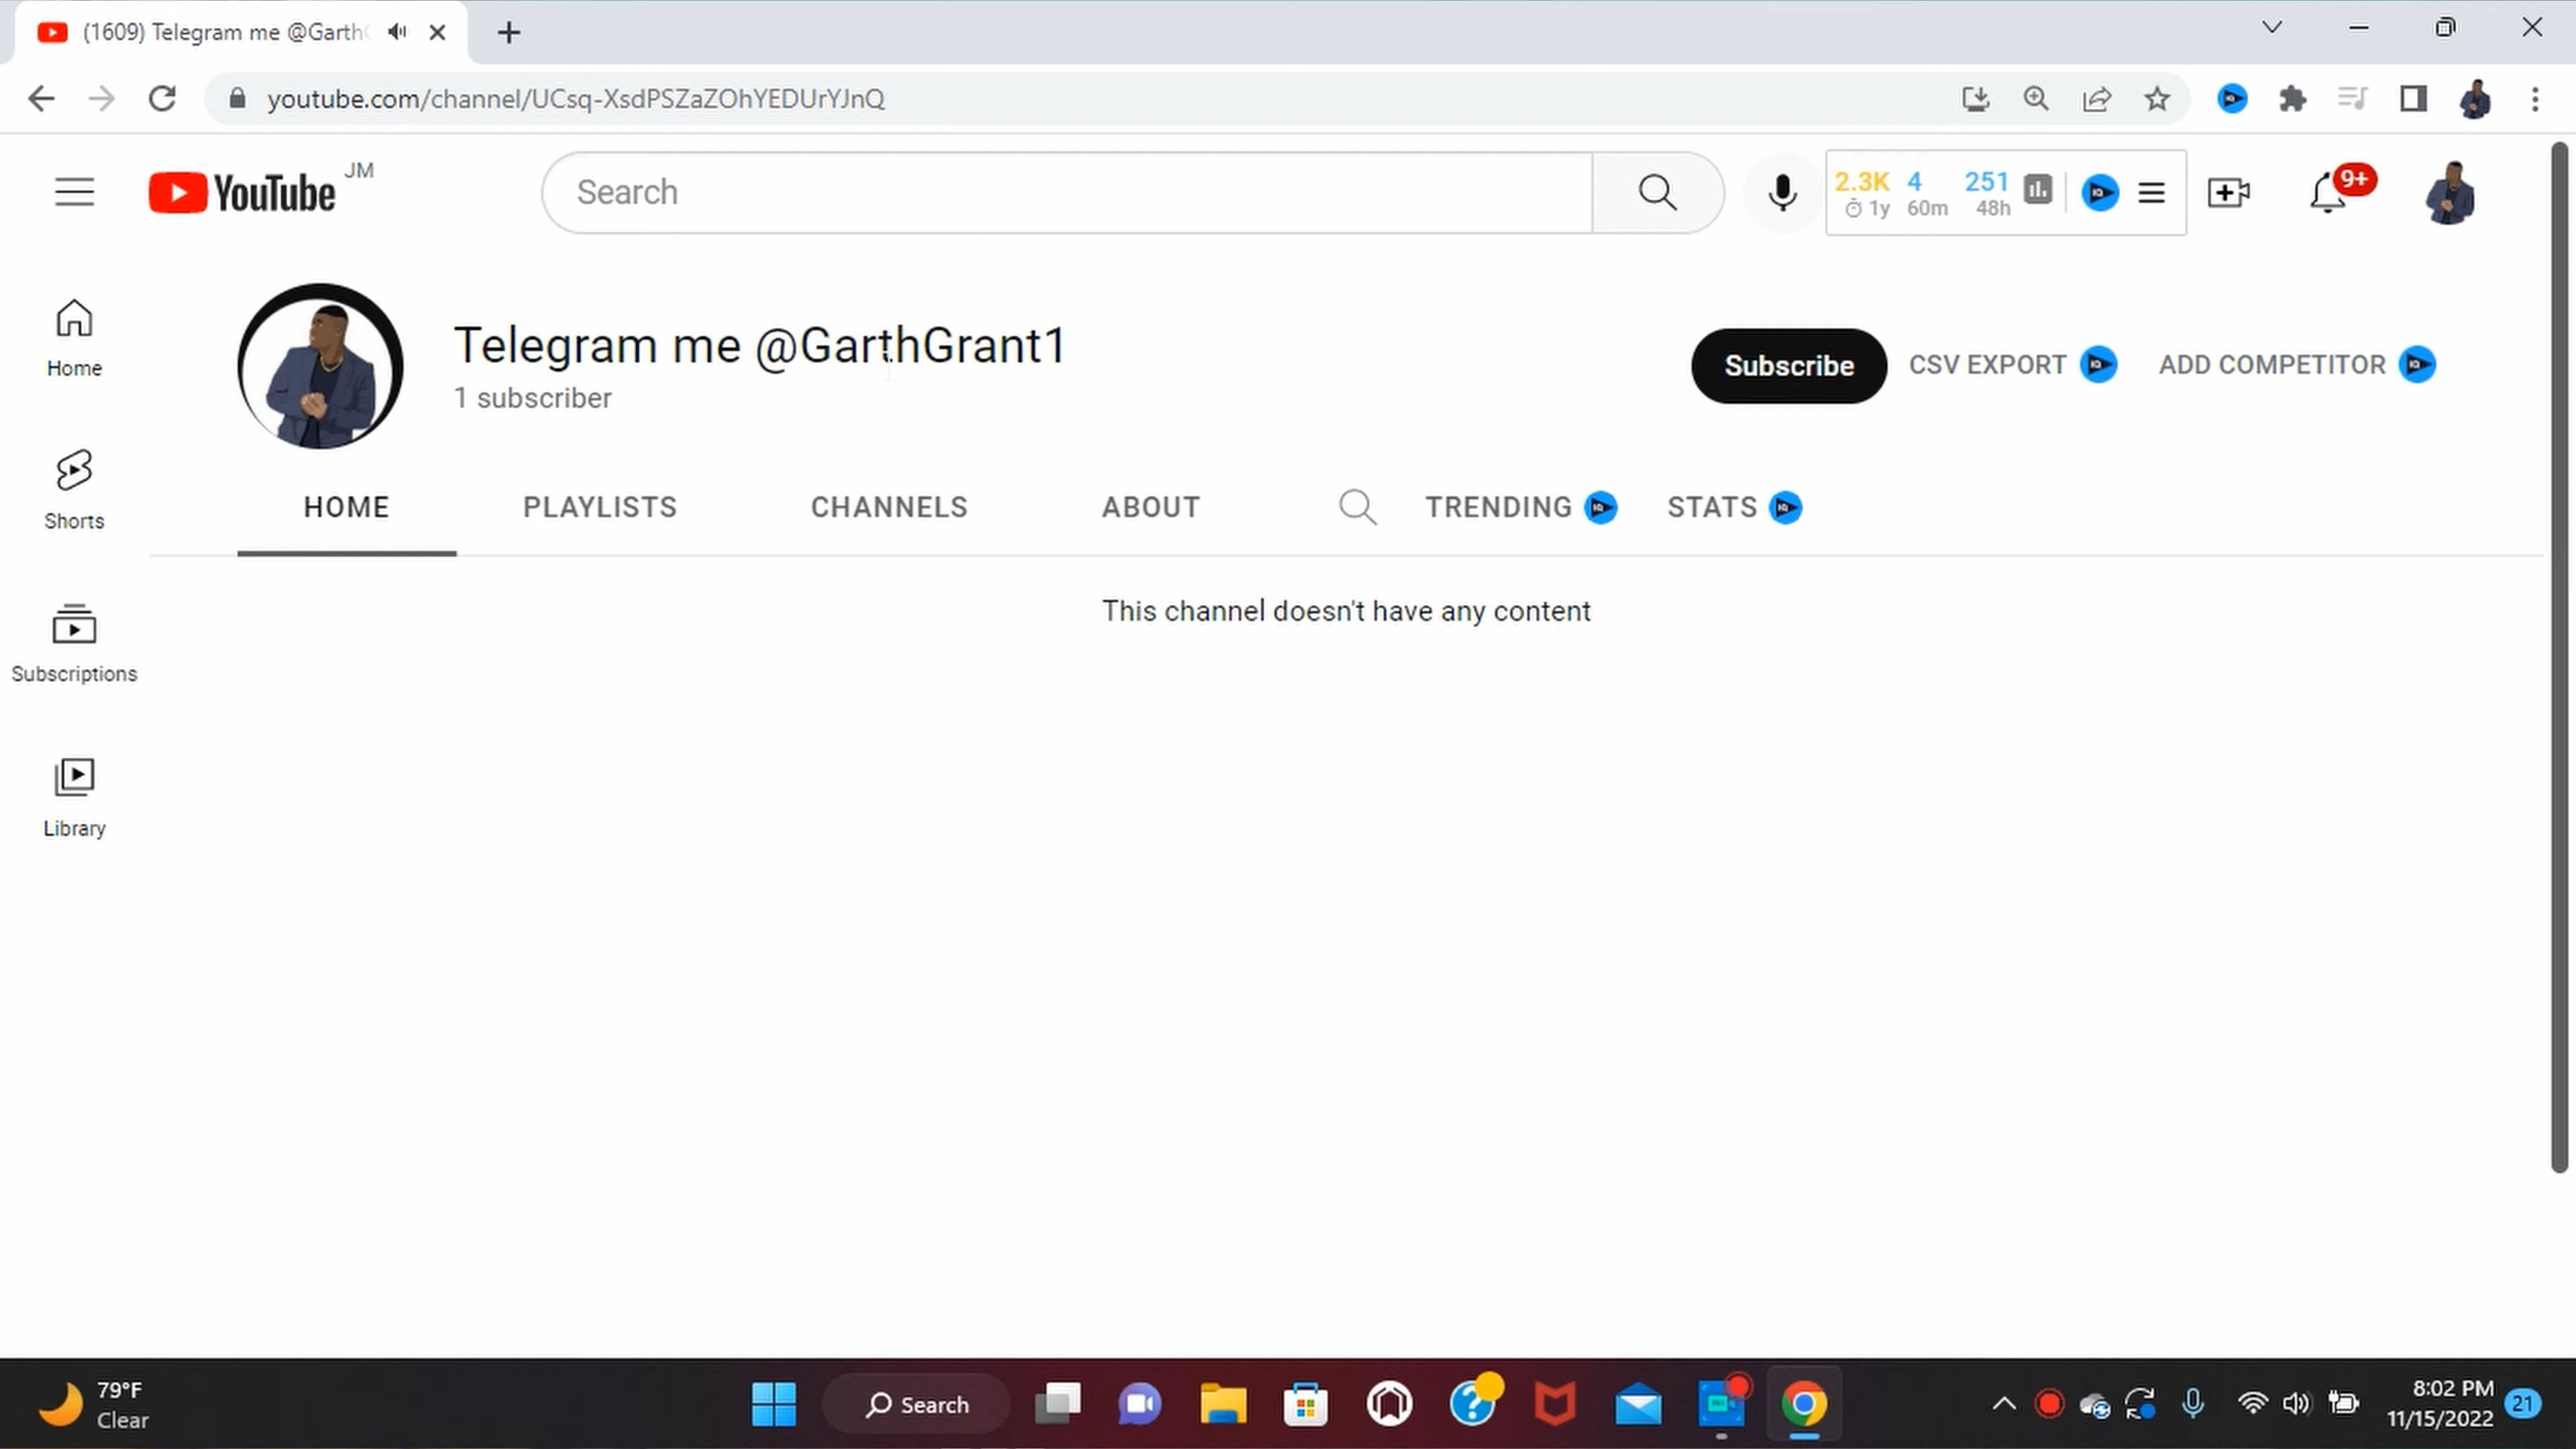 (1609) Telegram me @Garth
youtube.com/channel/UCsq-XsdPSZaZOhYEDUrYJnQ
YouTube JM
Search
2.3K 4 251
1y 60m 48h
9+
Home
Shorts
Subscriptions
Library
Telegram me @GarthGrant1
1 subscriber
Subscribe
CSV EXPORT
ADD COMPETITOR
HOME PLAYLISTS CHANNELS ABOUT TRENDING STATS
This channel doesn't have any content
79°F
Clear
Search
8:02 PM
11/15/2022
21